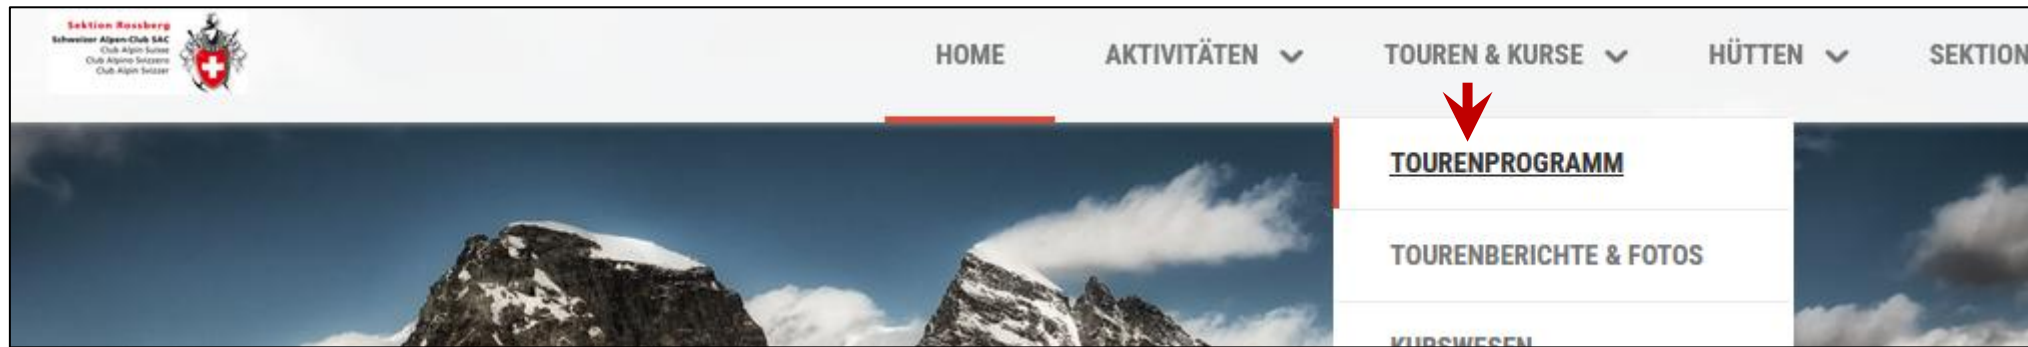 Sektion Rossberg
Schweizer Alpen-Club SAC
Club Alpin Suisse
Club Alpino Svizzero
Club Alpin Svizzer
HOME AKTIVITÄTEN TOUREN & KURSE HÜTTEN SEKTION
TOURENPROGRAMM
TOURENBERICHTE & FOTOS
KURSWESEN